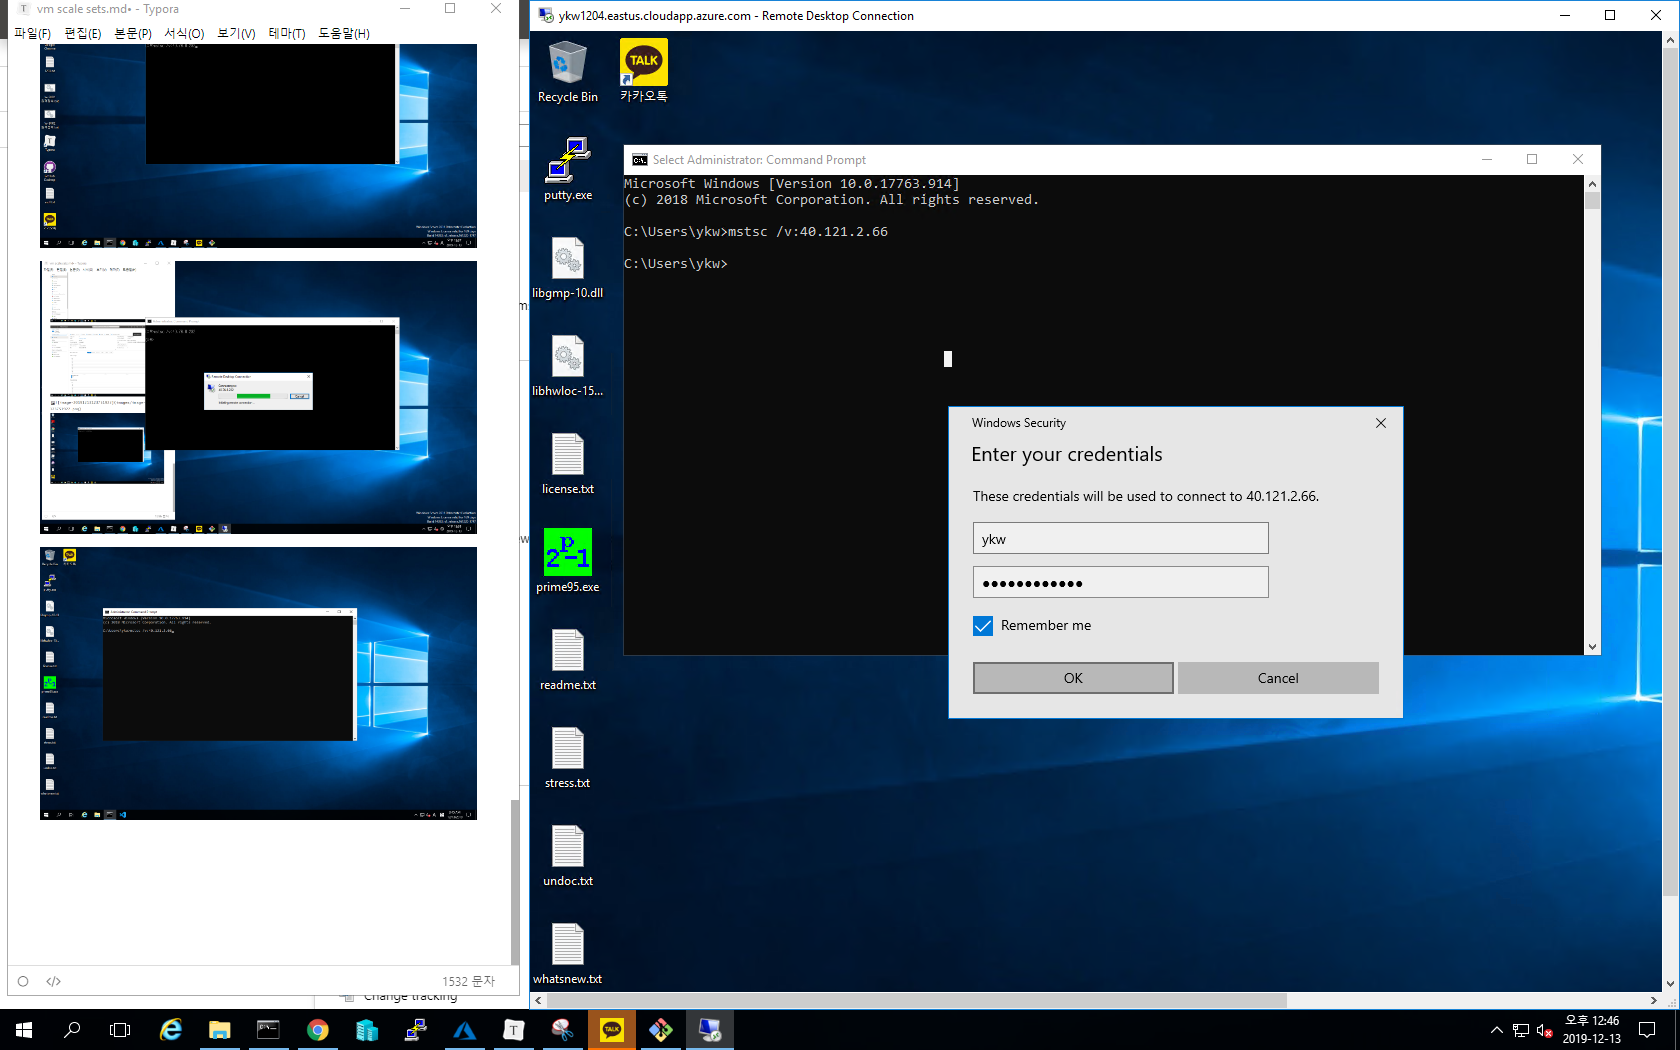 vm scale sets.md• - Typora
파일(F) 편집(E) 본문(P) 서식(O) 보기(V) 테마(T) 도움말(H)
1532 문자
Change tracking
ykw1204.eastus.cloudapp.azure.com - Remote Desktop Connection
Recycle Bin
TALK
카카오톡
putty.exe
libgmp-10.dll
libhwloc-15...
license.txt
2^p-1
prime95.exe
readme.txt
stress.txt
undoc.txt
whatsnew.txt
Select Administrator: Command Prompt
Microsoft Windows [Version 10.0.17763.914]
(c) 2018 Microsoft Corporation. All rights reserved.
C:\Users\ykw>mstsc /v:40.121.2.66
C:\Users\ykw>
Windows Security
Enter your credentials
These credentials will be used to connect to 40.121.2.66.
ykw
••••••••••••
Remember me
OK
Cancel
TALK
오후 12:46
2019-12-13